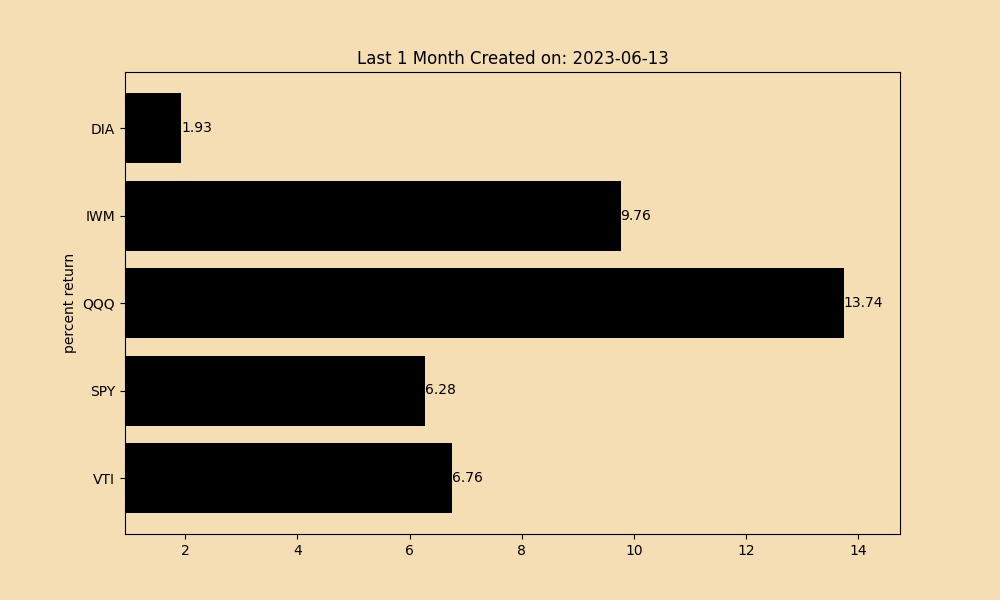 Last 1 Month Created on: 2023-06-13
percent return
DIA 1.93
IWM 9.76
QQQ 13.74
SPY 6.28
VTI 6.76
2 4 6 8 10 12 14